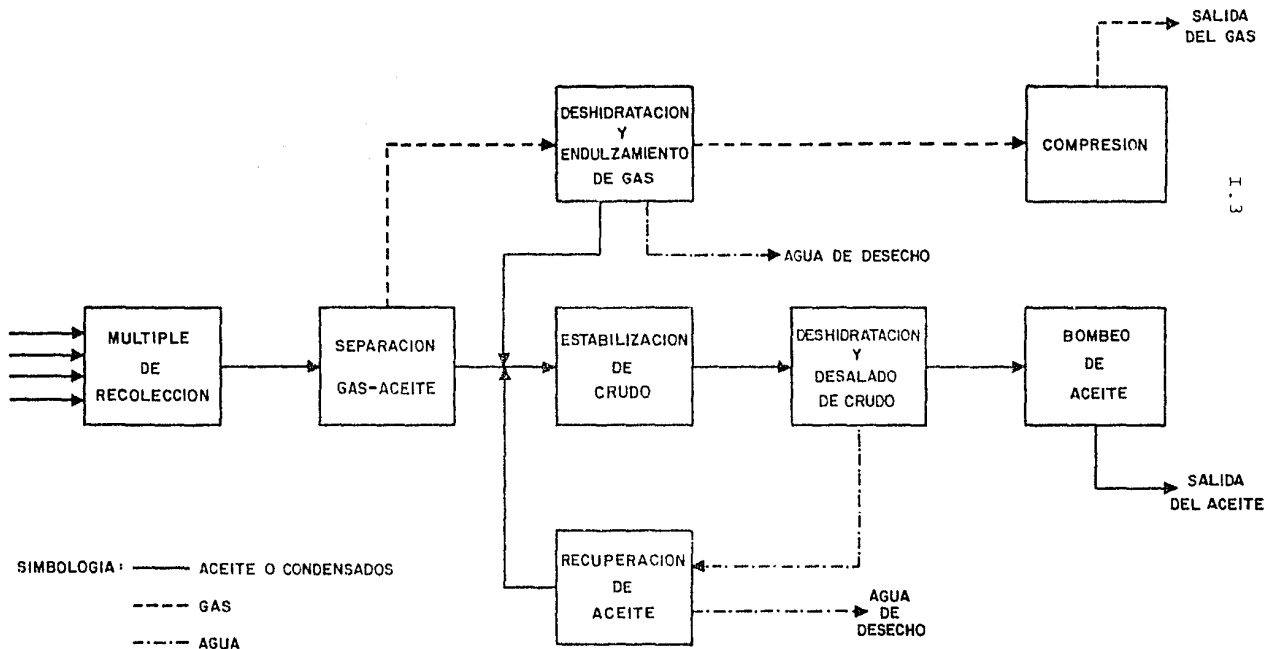 SALIDA
DEL GAS
DESHIDRATACION
Y
ENDULZAMIENTO
DE GAS
COMPRESION
I.3
AGUA DE DESECHO
MULTIPLE
DE
RECOLECCION
SEPARACION
GAS-ACEITE
ESTABILIZACION
DE
CRUDO
DESHIDRATACION
Y
DESALADO
DE CRUDO
BOMBEO
DE
ACEITE
SALIDA
DEL ACEITE
RECUPERACION
DE
ACEITE
AGUA
DE
DESECHO
SIMBOLOGIA: ACEITE O CONDENSADOS
GAS
AGUA